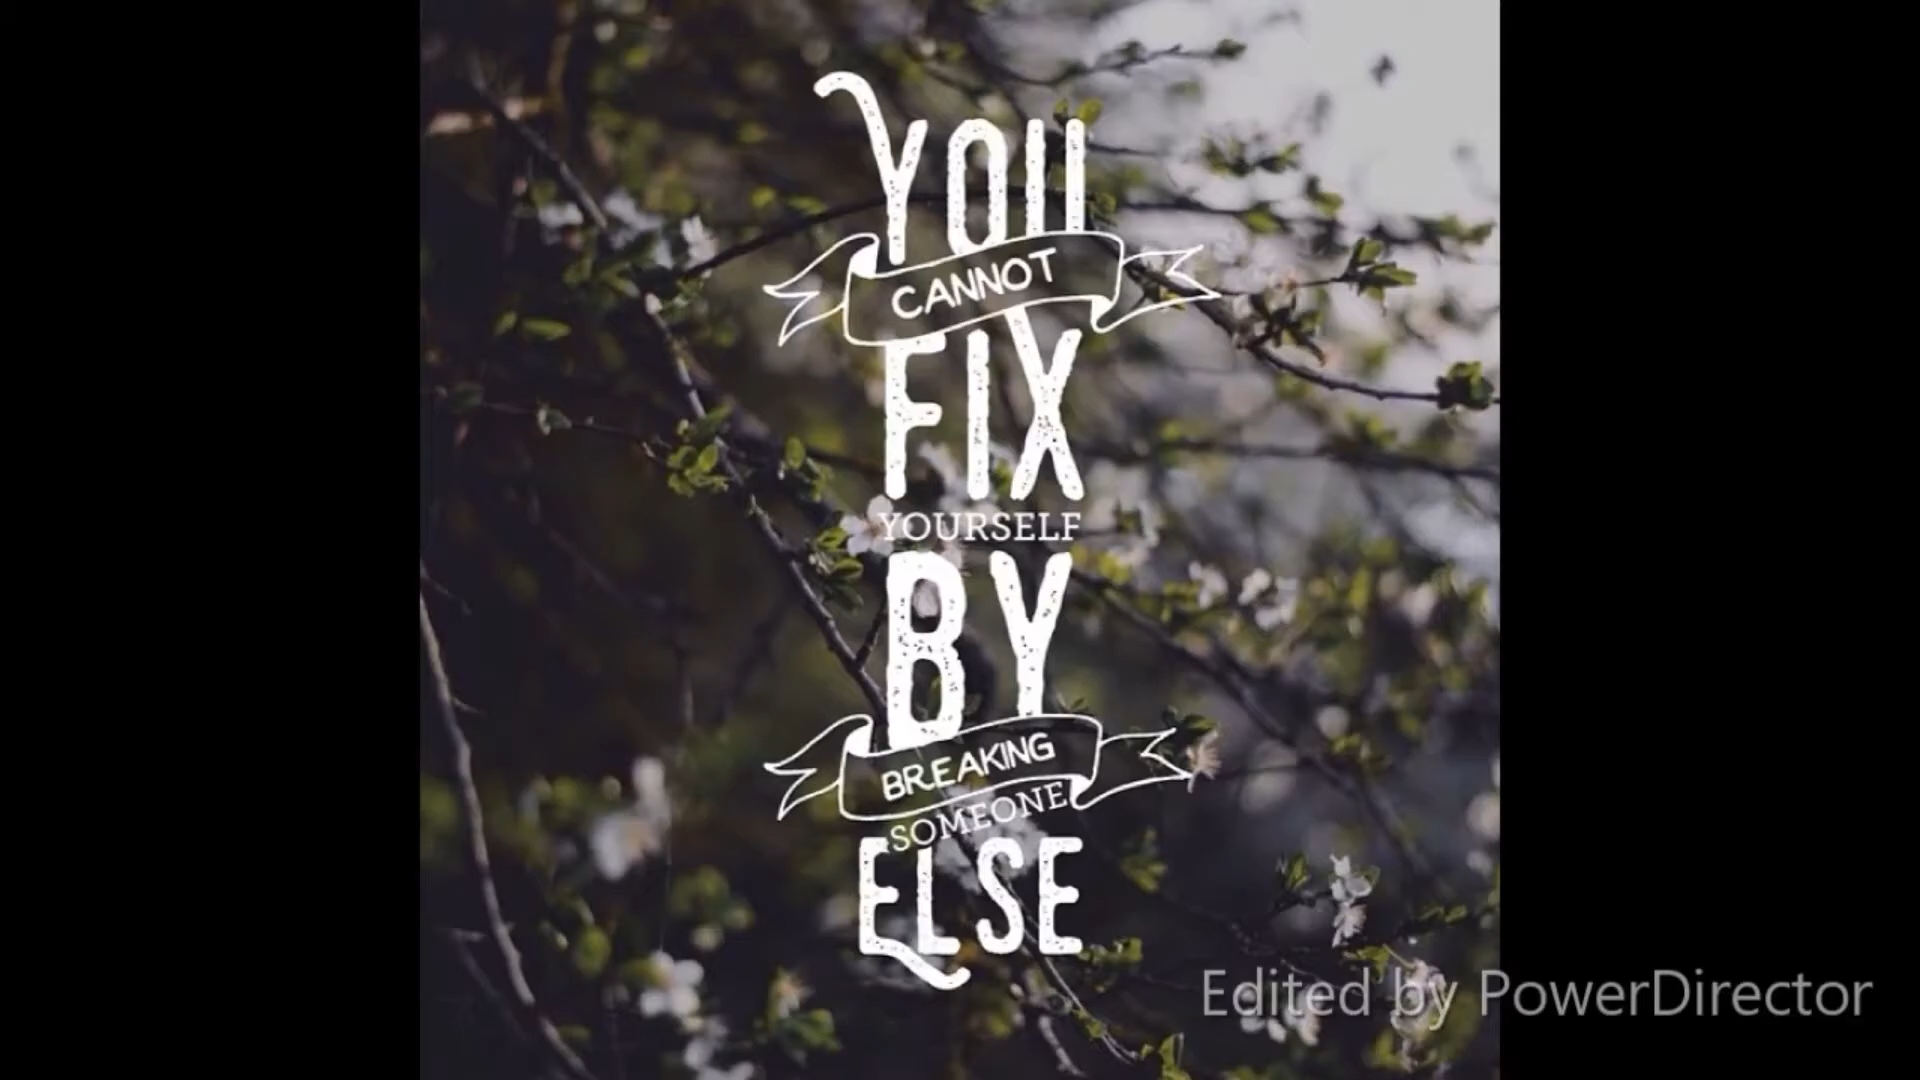 YOU
CANNOT
FIX
YOURSELF
BY
BREAKING
SOMEONE
ELSE
Edited by PowerDirector